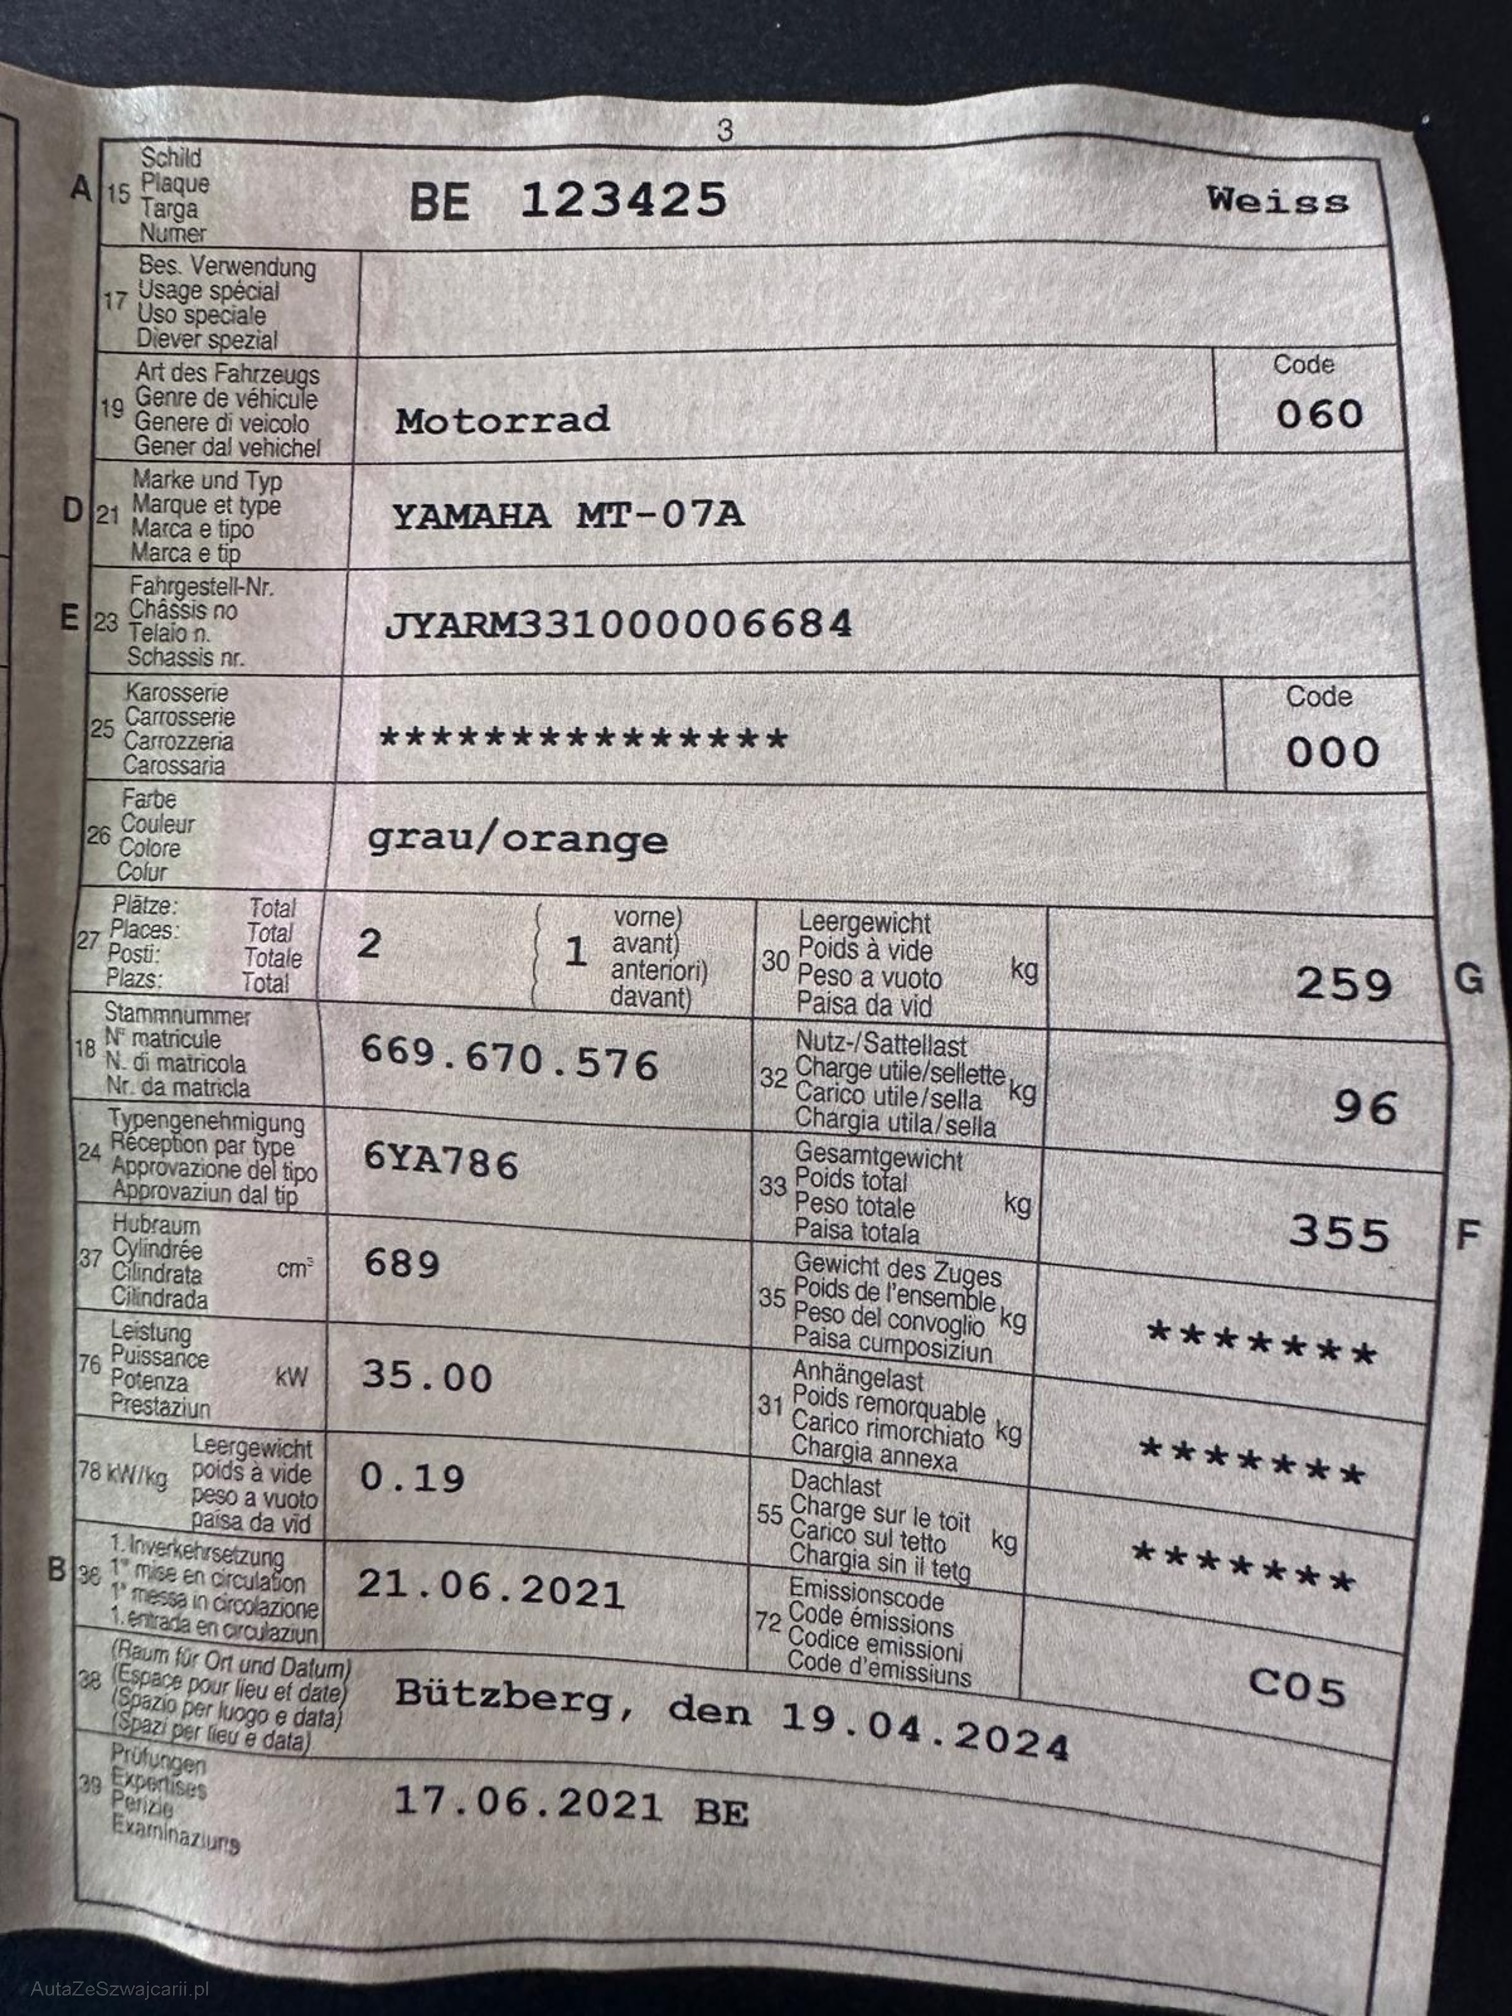 3
A 15 Schild
Plaque
Targa
Numer
BE 123425 Weiss
17 Bes. Verwendung
Usage spécial
Uso speciale
Diever spezial
19 Art des Fahrzeugs
Genre de véhicule
Genere di veicolo
Gener dal vehichel
Motorrad
Code
060
D 21 Marke und Typ
Marque et type
Marca e tipo
Marca e tip
YAMAHA MT-07A
E 23 Fahrgestell-Nr.
Châssis no
Telaio n.
Schassis nr.
JYARM331000006684
25 Karosserie
Carrosserie
Carrozzeria
Carossaria
***************
Code
000
26 Farbe
Couleur
Colore
Colur
grau/orange
27 Plätze: Total
Places: Total
Posti: Totale
Plazs: Total
2 ( 1 vorne)
avant)
anteriori)
davant)
30 Leergewicht
Poids à vide
Peso a vuoto
Paisa da vid
kg
259 G
18 Stammnummer
N° matricule
N. di matricola
Nr. da matricla
669.670.576
32 Nutz-/Sattellast
Charge utile/sellette
Carico utile/sella
Chargia utila/sella
kg
96
24 Typengenehmigung
Réception par type
Approvazione del tipo
Approvaziun dal tip
6YA786
33 Gesamtgewicht
Poids total
Peso totale
Paisa totala
kg
355 F
37 Hubraum
Cylindrée
Cilindrata
Cilindrada
cm³
689
35 Gewicht des Zuges
Poids de l'ensemble
Peso del convoglio
Paisa cumposiziun
kg
*******
76 Leistung
Puissance
Potenza
Prestaziun
kW
35.00
31 Anhängelast
Poids remorquable
Carico rimorchiato
Chargia annexa
kg
*******
78 kW/kg Leergewicht
poids à vide
peso a vuoto
paisa da vid
0.19
55 Dachlast
Charge sur le toit
Carico sul tetto
Chargia sin il tetg
kg
*******
B 36 1. Inverkehrsetzung
1re mise en circulation
1a messa in circolazione
1. entrada en circulaziun
21.06.2021
72 Emissionscode
Code émissions
Codice emissioni
Code d'emissiuns
C05
38 (Raum für Ort und Datum)
(Espace pour lieu et date)
(Spazio per luogo e data)
(Spazi per lieu e data)
Bützberg, den 19.04.2024
39 Prüfungen
Expertises
Perizie
Examinaziuns
17.06.2021 BE
AutaZeSzwajcarii.pl